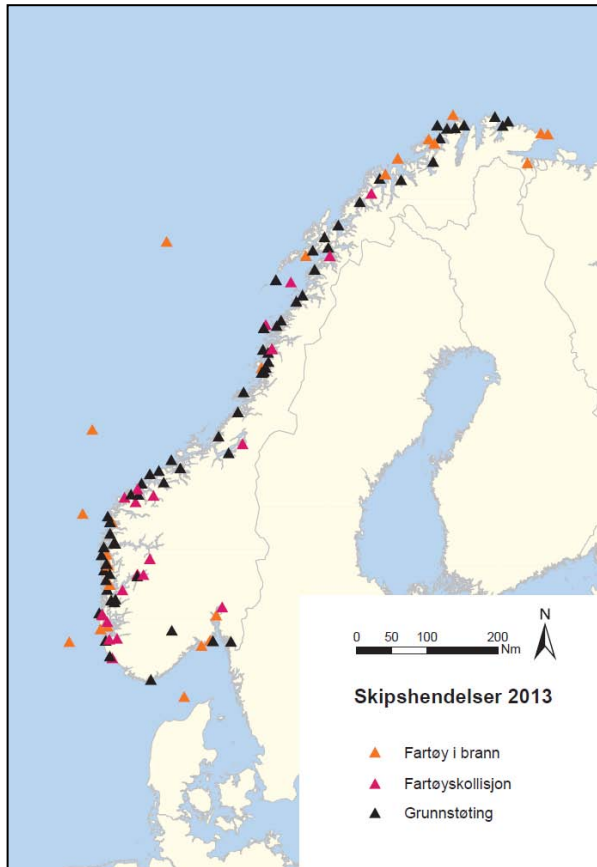 N
0 50 100 200
Nm
Skipshendelser 2013
Fartøy i brann
Fartøyskollisjon
Grunnstøting